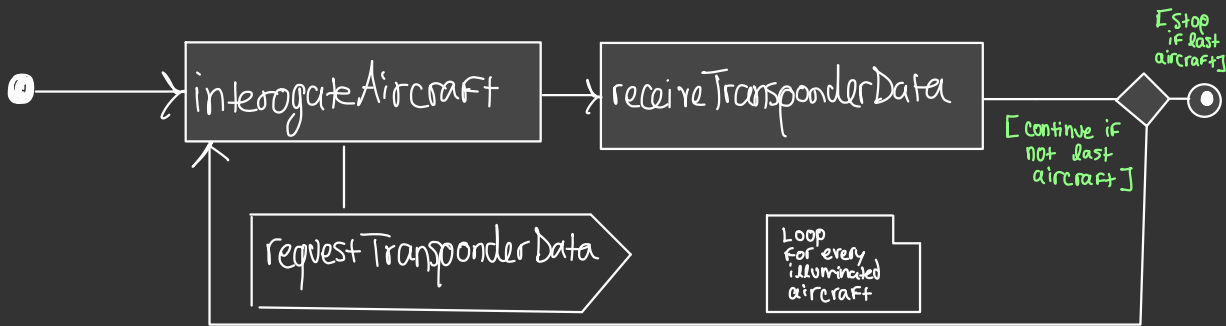 [Stop
if last
aircraft]
interogateAircraft
receiveTransponderData
[continue if
not last
aircraft]
requestTransponderData
Loop
For every
illuminated
aircraft